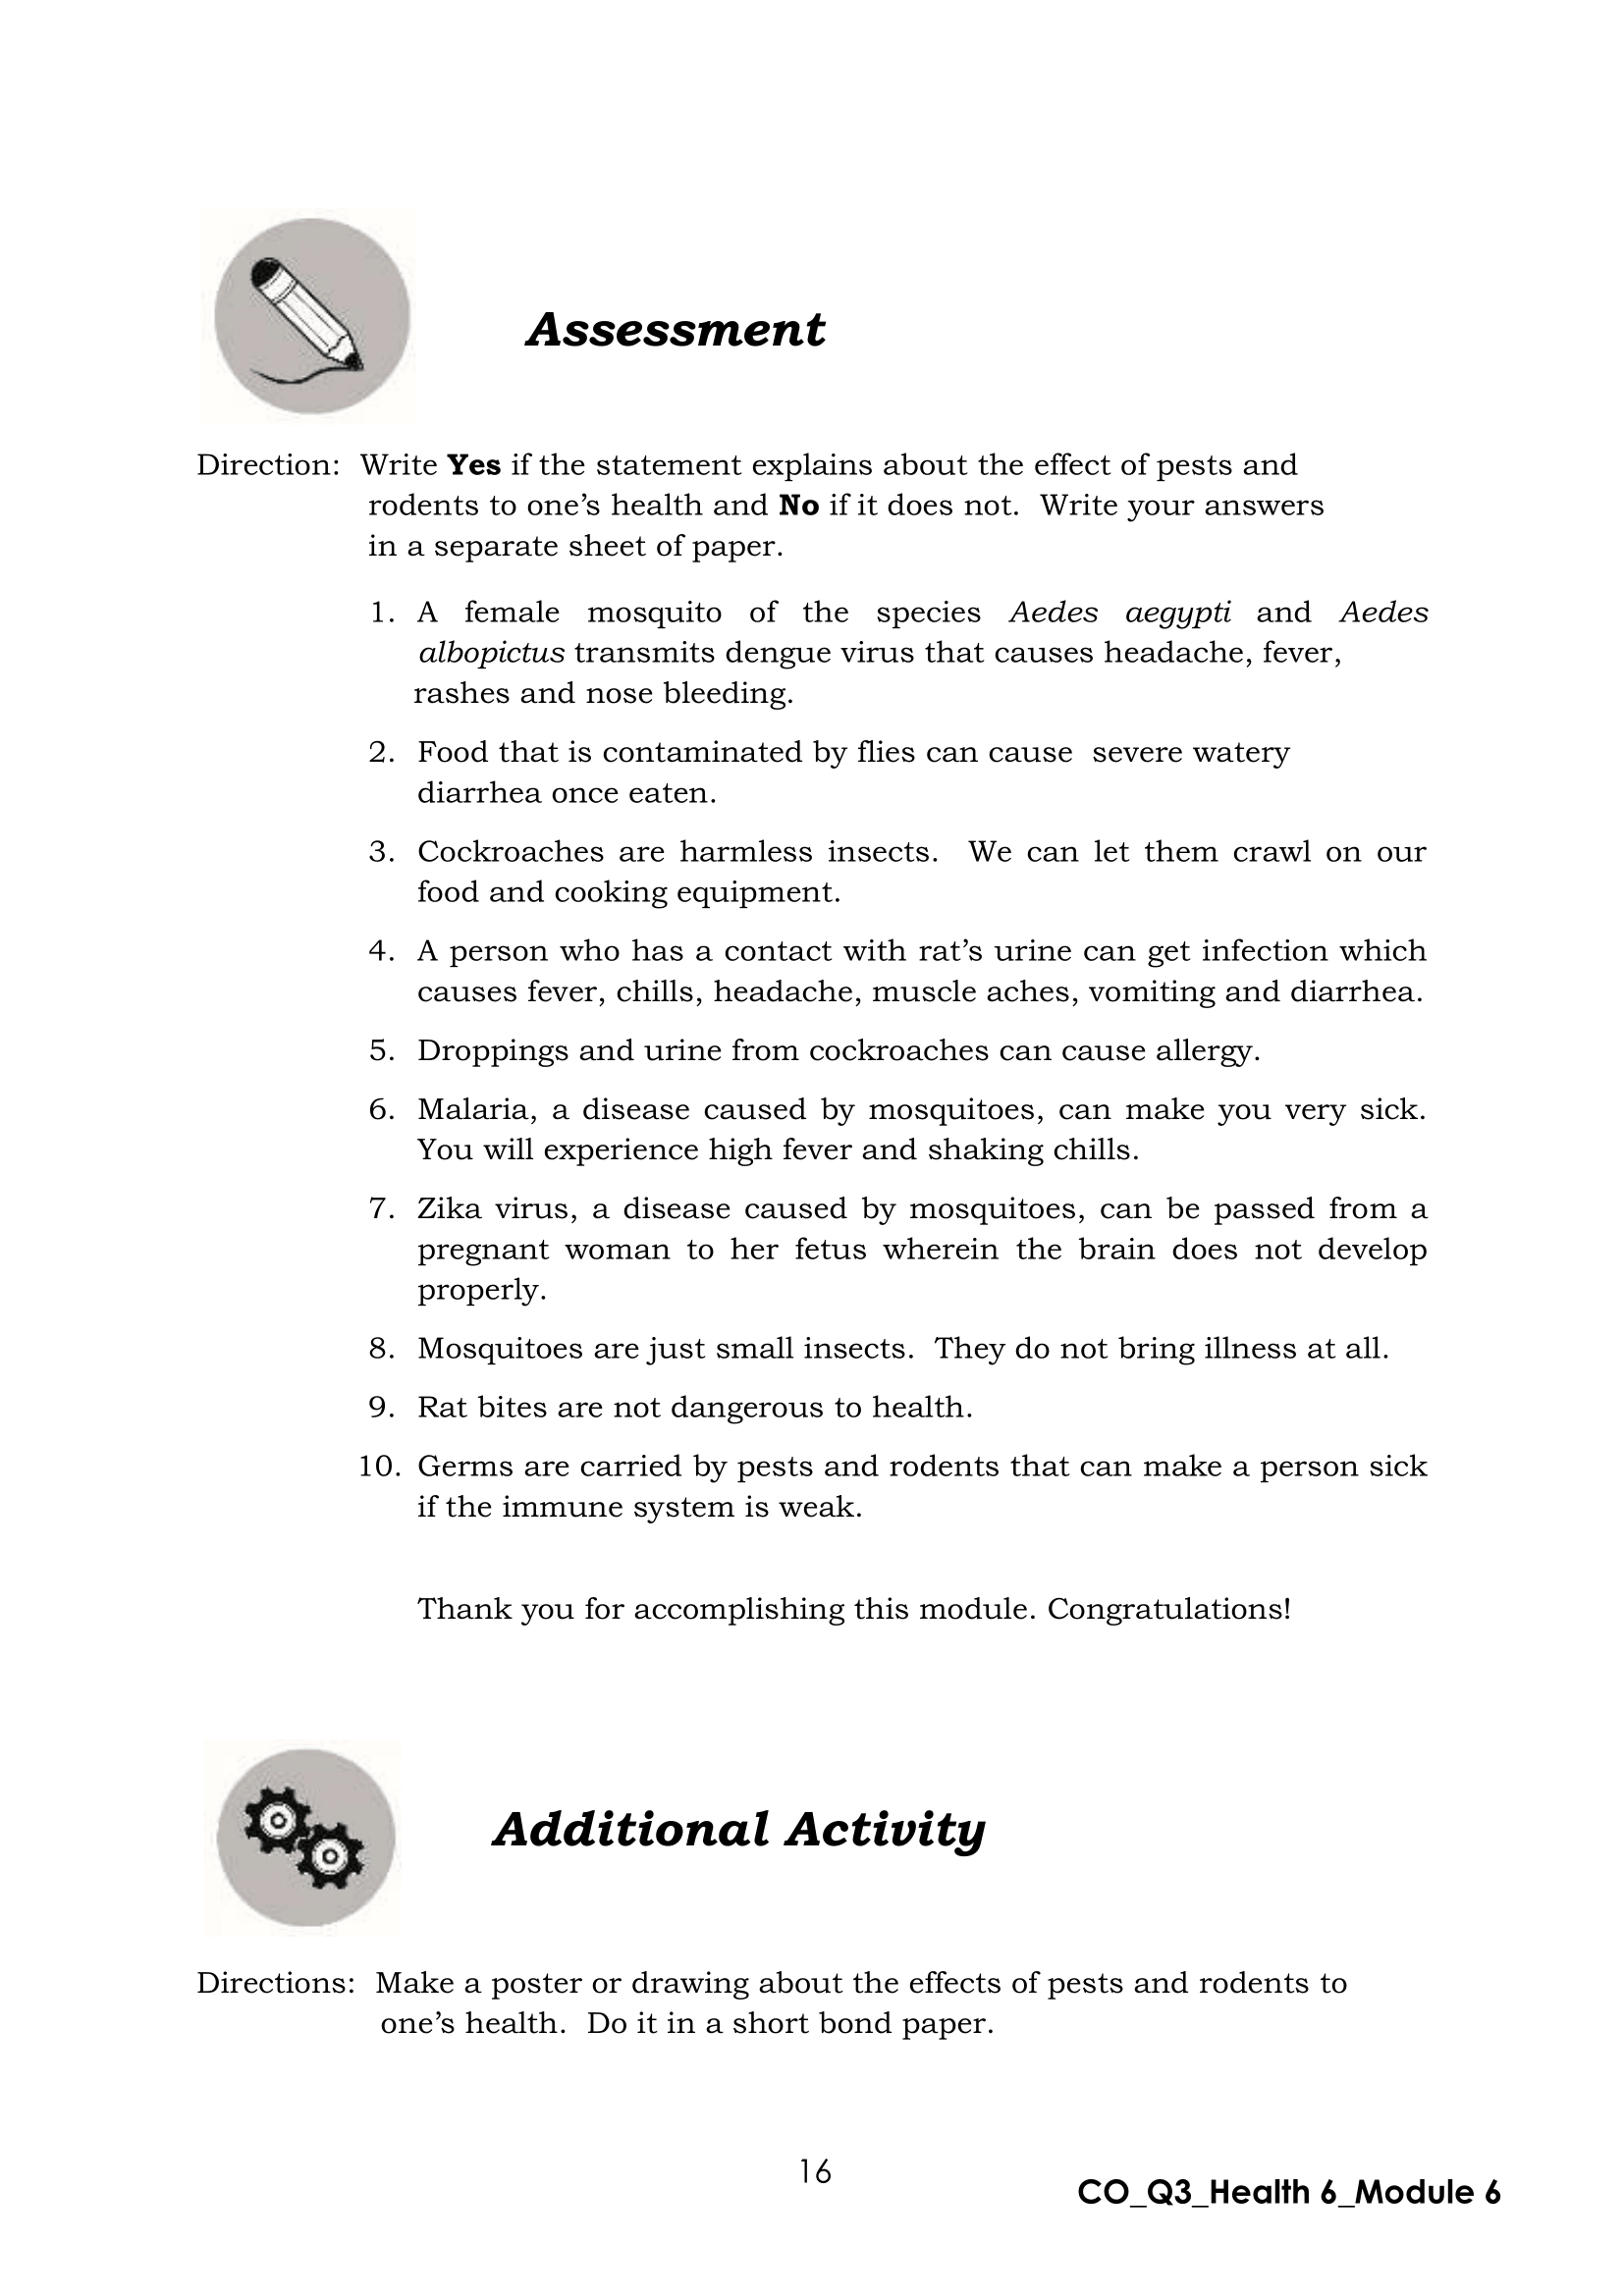 Assessment
Direction: Write Yes if the statement explains about the effect of pests and
rodents to one’s health and No if it does not. Write your answers
in a separate sheet of paper.
1. A female mosquito of the species Aedes aegypti and Aedes
albopictus transmits dengue virus that causes headache, fever,
rashes and nose bleeding.
2. Food that is contaminated by flies can cause severe watery
diarrhea once eaten.
3. Cockroaches are harmless insects. We can let them crawl on our
food and cooking equipment.
4. A person who has a contact with rat’s urine can get infection which
causes fever, chills, headache, muscle aches, vomiting and diarrhea.
5. Droppings and urine from cockroaches can cause allergy.
6. Malaria, a disease caused by mosquitoes, can make you very sick.
You will experience high fever and shaking chills.
7. Zika virus, a disease caused by mosquitoes, can be passed from a
pregnant woman to her fetus wherein the brain does not develop
properly.
8. Mosquitoes are just small insects. They do not bring illness at all.
9. Rat bites are not dangerous to health.
10. Germs are carried by pests and rodents that can make a person sick
if the immune system is weak.
Thank you for accomplishing this module. Congratulations!
Additional Activity
Directions: Make a poster or drawing about the effects of pests and rodents to
one’s health. Do it in a short bond paper.
16
CO_Q3_Health 6_Module 6